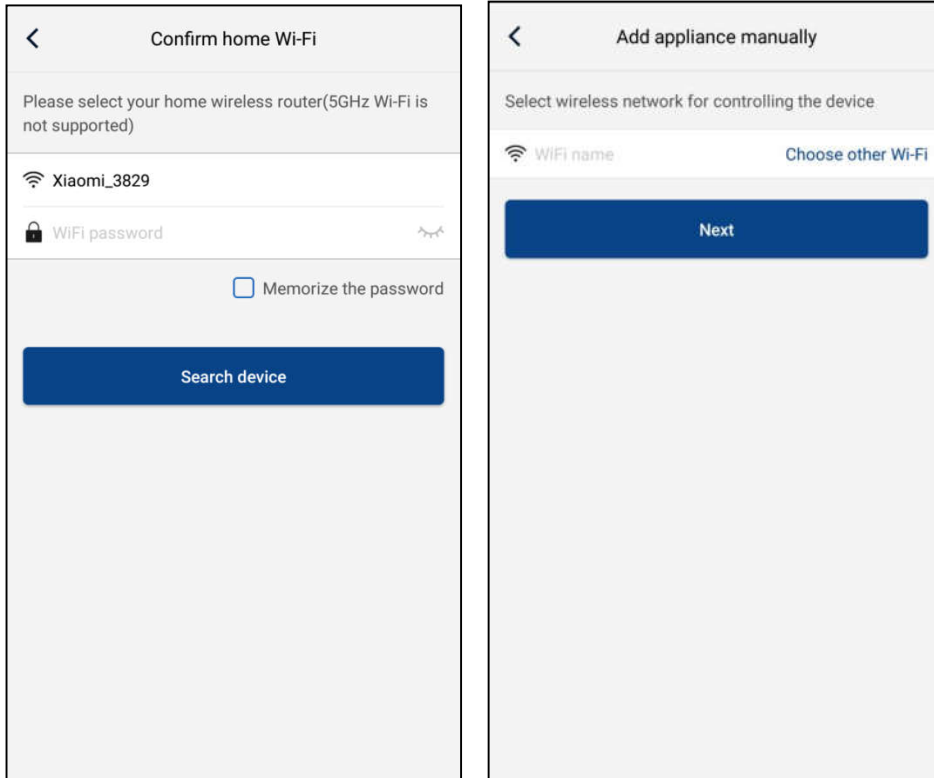 Confirm home Wi-Fi
Please select your home wireless router(5GHz Wi-Fi is
not supported)
Xiaomi_3829
WiFi password
Memorize the password
Search device
Add appliance manually
Select wireless network for controlling the device
WiFi name Choose other Wi-Fi
Next